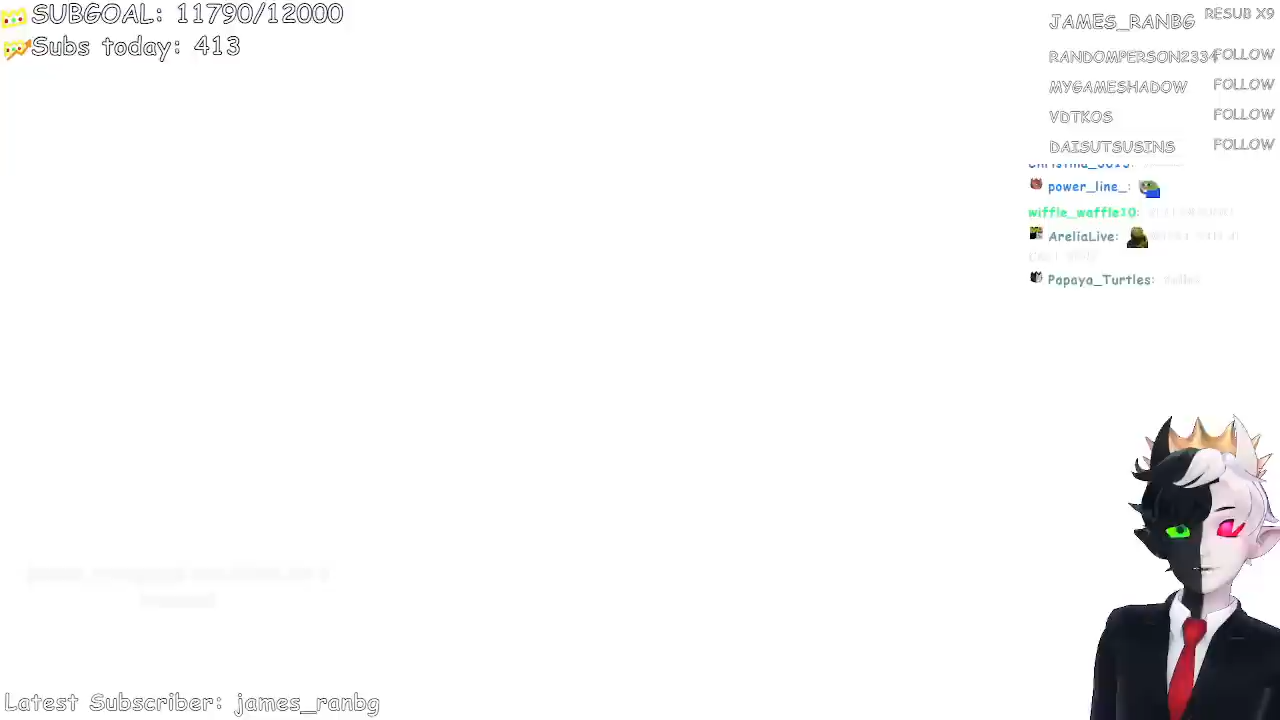 SUBGOAL: 11790/12000
Subs today: 413
JAMES_RANBG RESUB X9
RANDOMPERSON2334 FOLLOW
MYGAMESHADOW FOLLOW
VDTKOS FOLLOW
DAISUTSUSINS FOLLOW
power_line_:
wiffle_waffle10:
AreliaLive:
Papaya_Turtles:
Latest Subscriber: james_ranbg